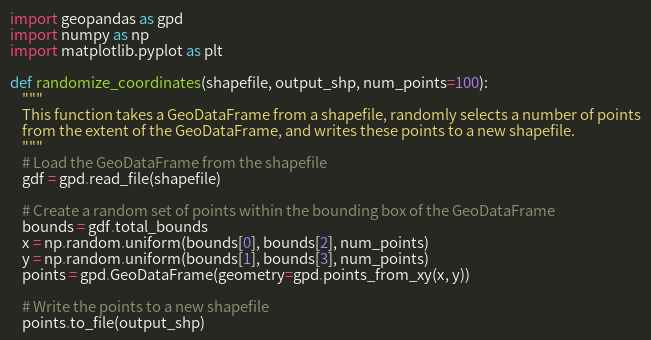 import geopandas as gpd
import numpy as np
import matplotlib.pyplot as plt

def randomize_coordinates(shapefile, output_shp, num_points=100):
    """
    This function takes a GeoDataFrame from a shapefile, randomly selects a number of points
    from the extent of the GeoDataFrame, and writes these points to a new shapefile.
    """
    # Load the GeoDataFrame from the shapefile
    gdf = gpd.read_file(shapefile)

    # Create a random set of points within the bounding box of the GeoDataFrame
    bounds = gdf.total_bounds
    x = np.random.uniform(bounds[0], bounds[2], num_points)
    y = np.random.uniform(bounds[1], bounds[3], num_points)
    points = gpd.GeoDataFrame(geometry=gpd.points_from_xy(x, y))

    # Write the points to a new shapefile
    points.to_file(output_shp)